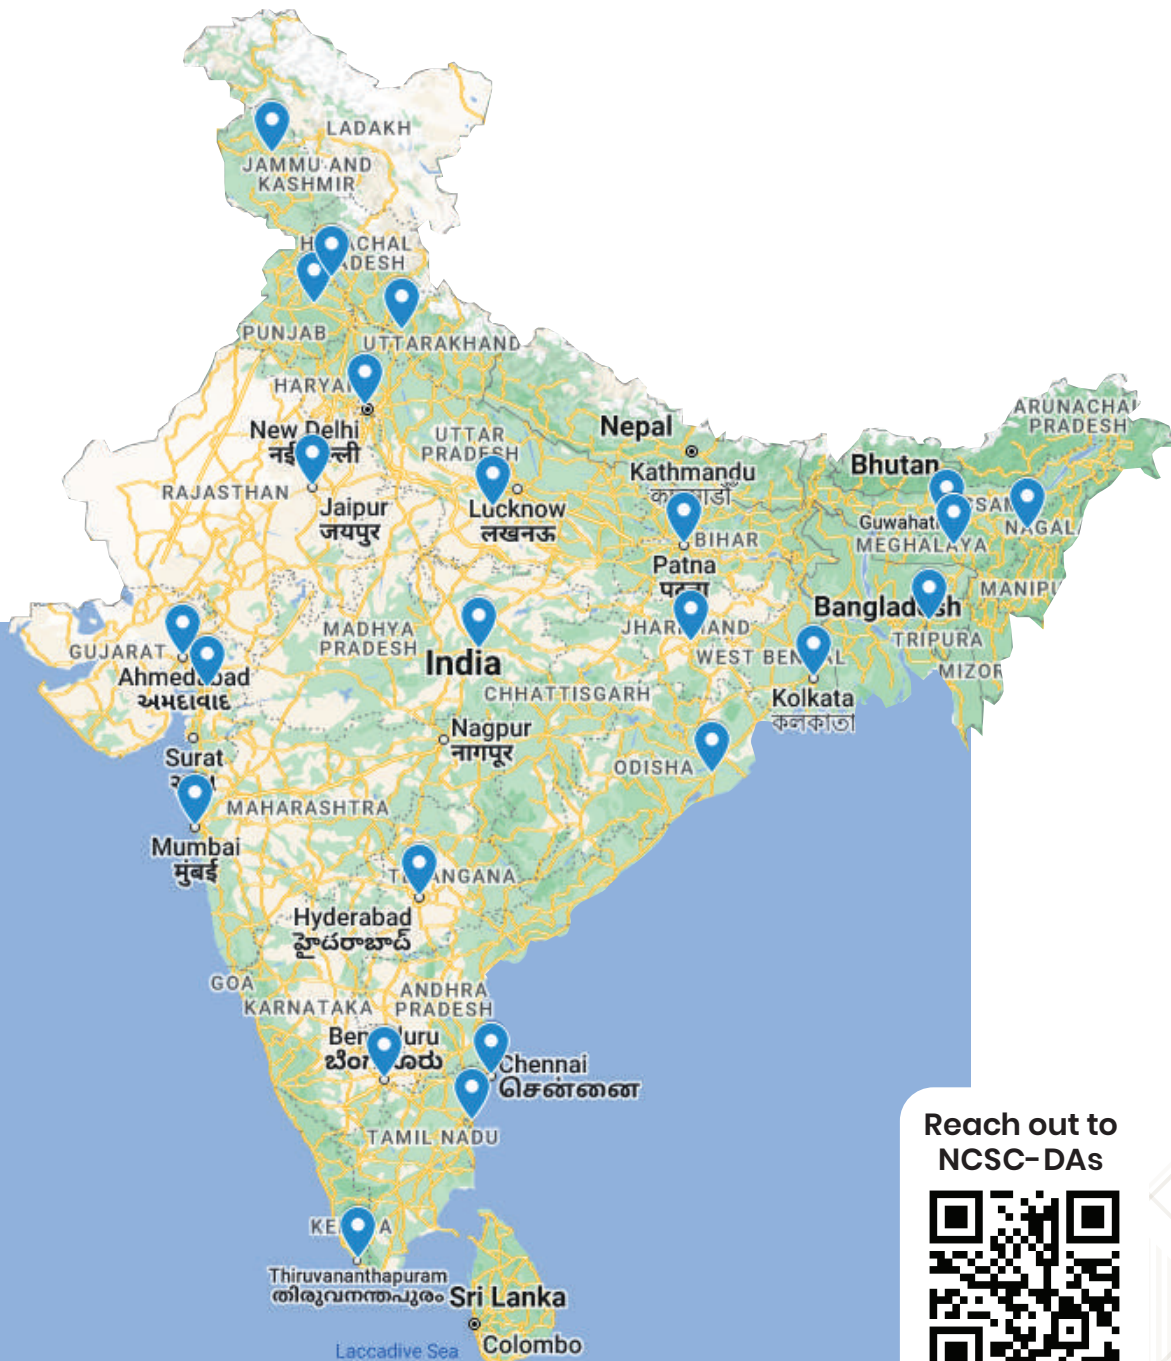 LADAKH
JAMMU AND
KASHMIR
PUNJAB
UTTARAKHAND
New Delhi
UTTAR
PRADESH
RAJASTHAN
Jaipur
जयपुर
Lucknow
लखनऊ
Nepal
Kathmandu
Bhutan
ARUNACHAL
PRADESH
MEGHALAYA
BIHAR
Patna
पटना
Bangladesh
TRIPURA
GUJARAT
Ahmedabad
અમદાવાદ
MADHYA
PRADESH
India
WEST BENGAL
CHHATTISGARH
Kolkata
কলকাতা
Surat
Nagpur
नागपूर
ODISHA
MAHARASHTRA
Mumbai
मुंबई
Hyderabad
హైదరాబాద్
GOA
KARNATAKA
ANDHRA
PRADESH
Chennai
சென்னை
TAMIL NADU
Thiruvananthapuram
തിരുവനന്തപുരം
Sri Lanka
Colombo
Laccadive Sea
Reach out to
NCSC-DAs